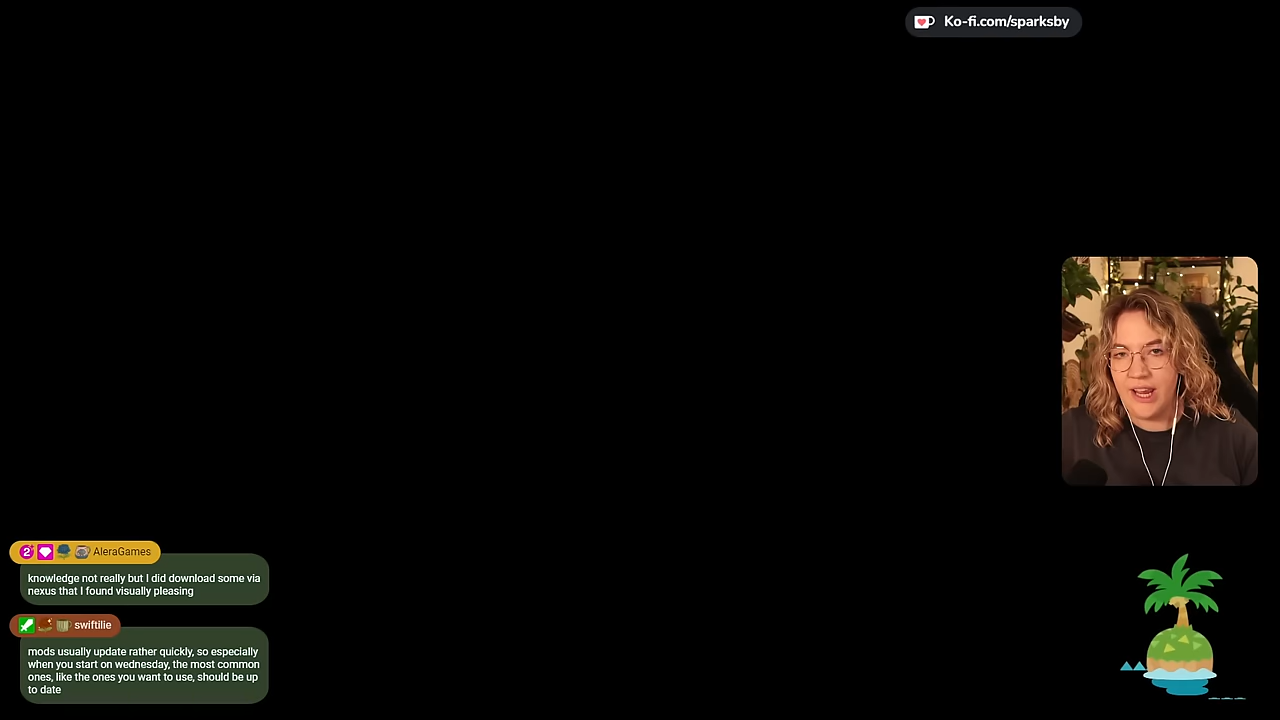 Ko-fi.com/sparksby
2 AleraGames
knowledge not really but I did download some via
nexus that I found visually pleasing
swiftilie
mods usually update rather quickly, so especially
when you start on wednesday, the most common
ones, like the ones you want to use, should be up
to date